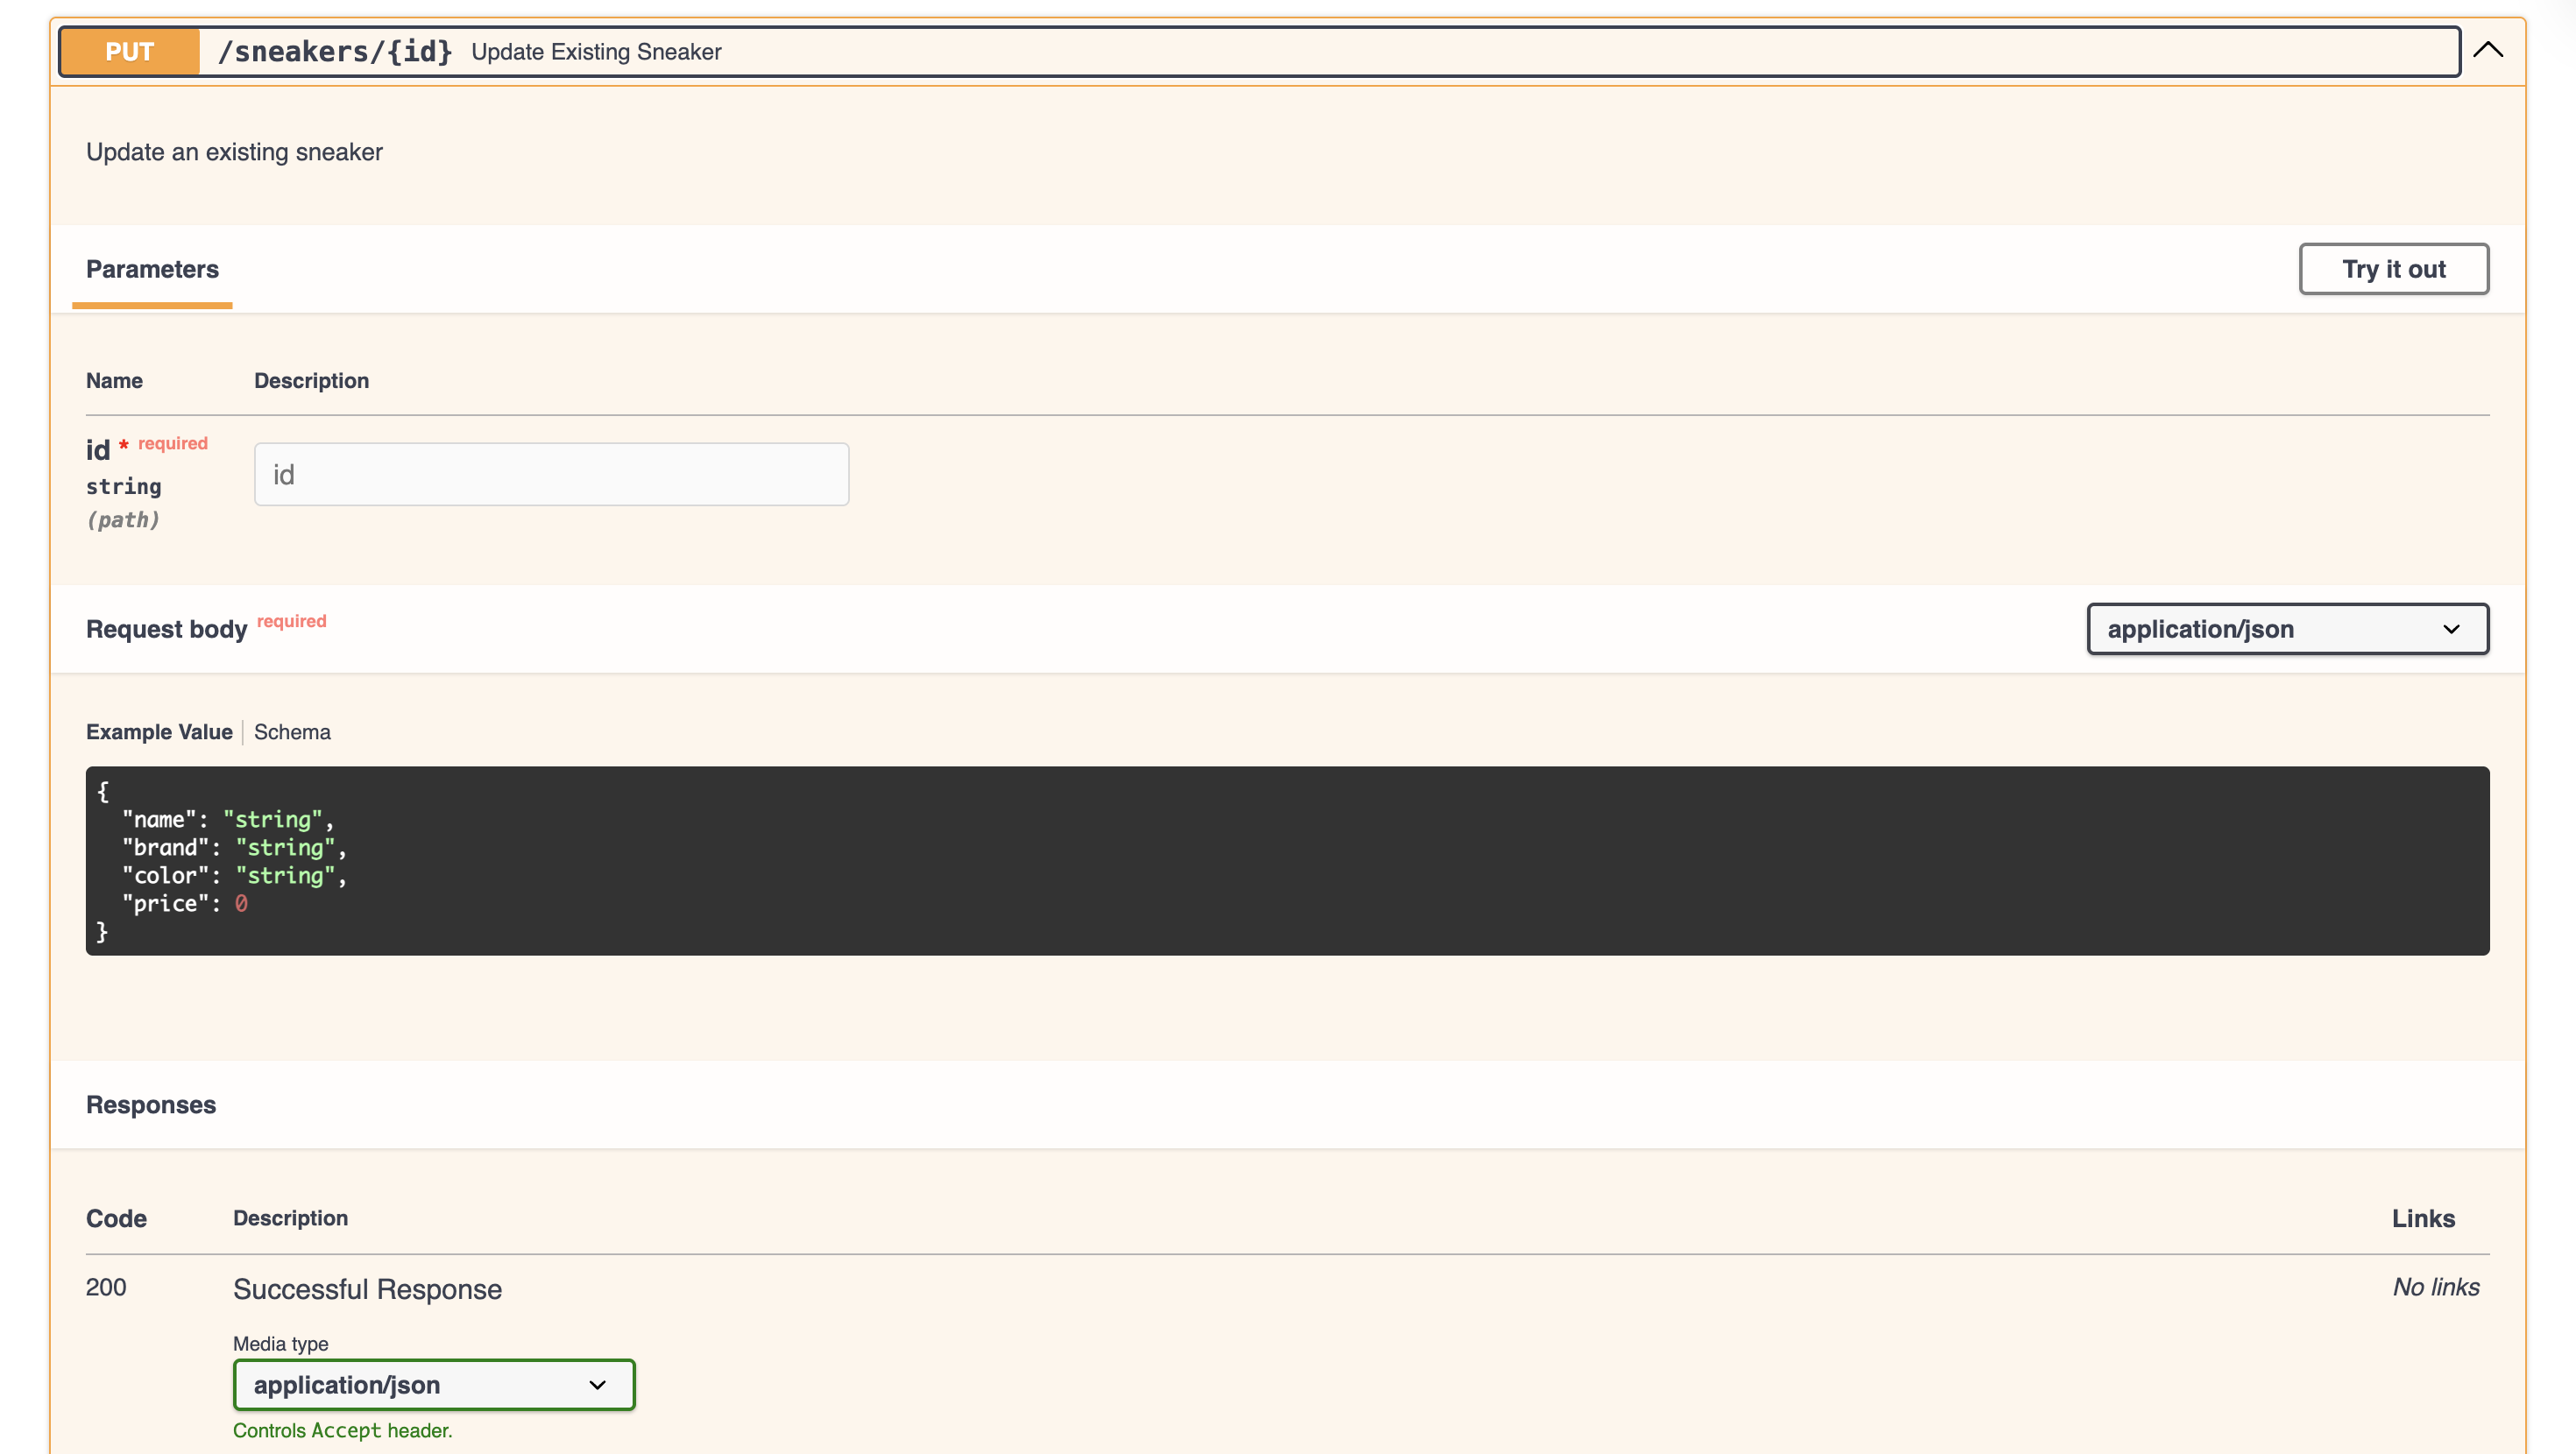 PUT /sneakers/{id} Update Existing Sneaker
Update an existing sneaker
Parameters
Try it out
Name Description
id * required
string
(path)
id
Request body required
application/json
Example Value Schema
{
  "name": "string",
  "brand": "string",
  "color": "string",
  "price": 0
}
Responses
Code Description Links
200 Successful Response No links
Media type
application/json
Controls Accept header.